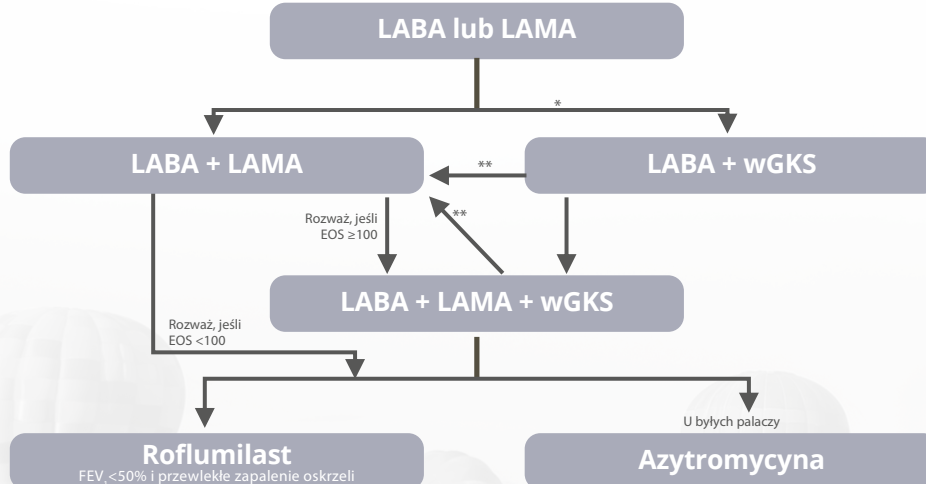 LABA lub LAMA
*
LABA + LAMA
**
LABA + wGKS
Rozważ, jeśli
EOS ≥100
**
LABA + LAMA + wGKS
Rozważ, jeśli
EOS <100
U byłych palaczy
Roflumilast
FEV₁<50% i przewlekłe zapalenie oskrzeli
Azytromycyna